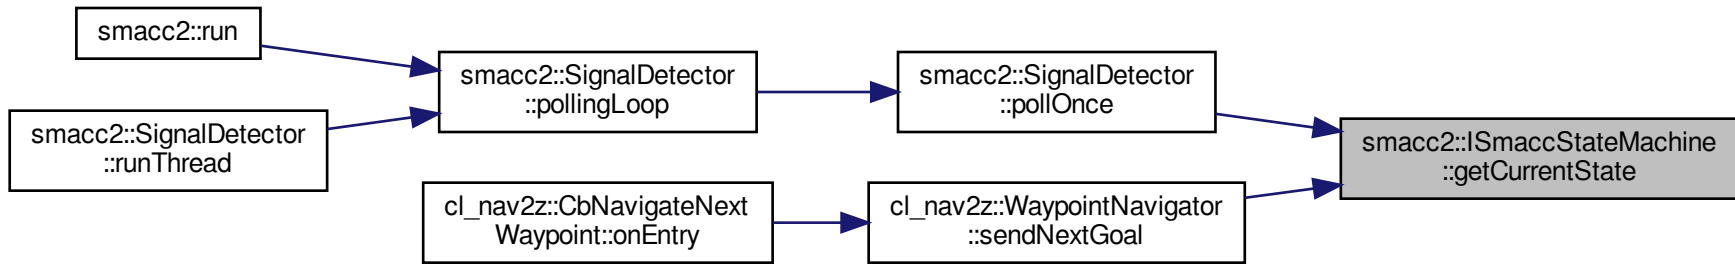 smacc2::run
smacc2::SignalDetector
::runThread
smacc2::SignalDetector
::pollingLoop
cl_nav2z::CbNavigateNext
Waypoint::onEntry
smacc2::SignalDetector
::pollOnce
cl_nav2z::WaypointNavigator
::sendNextGoal
smacc2::ISmaccStateMachine
::getCurrentState